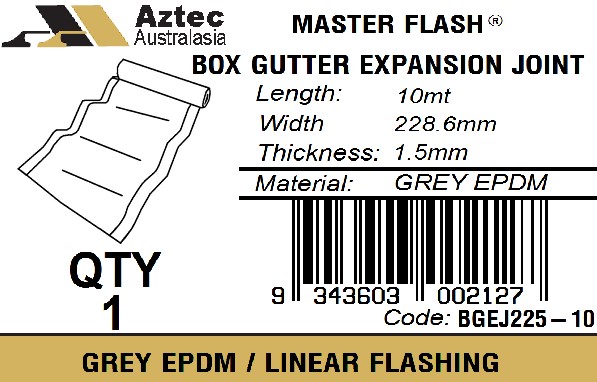 Aztec
Australasia
MASTER FLASH®
BOX GUTTER EXPANSION JOINT
Length: 10mt
Width 228.6mm
Thickness: 1.5mm
Material: GREY EPDM
QTY
1
9 343603 002127
Code: BGEJ225-10
GREY EPDM / LINEAR FLASHING